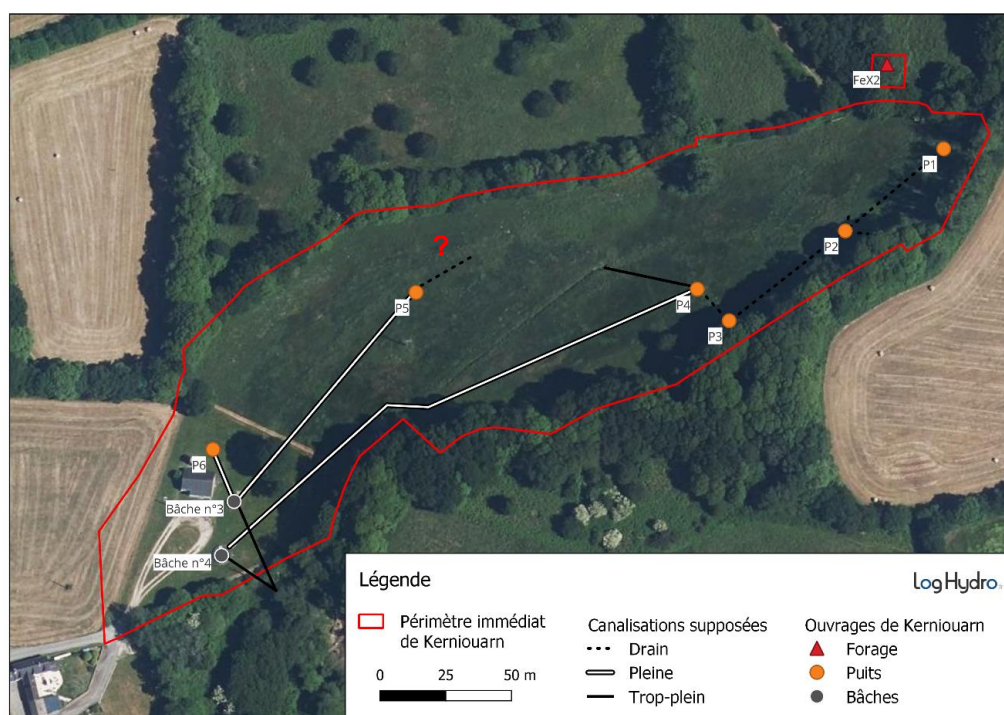 FeX2
P1
P2
?
P5
P4
P3
P6
Bâche n°3
Bâche n°4
Légende
LogHydro
Périmètre immédiat
de Kerniouarn
0 25 50 m
Canalisations supposées
Drain
Pleine
Trop-plein
Ouvrages de Kerniouarn
Forage
Puits
Bâches